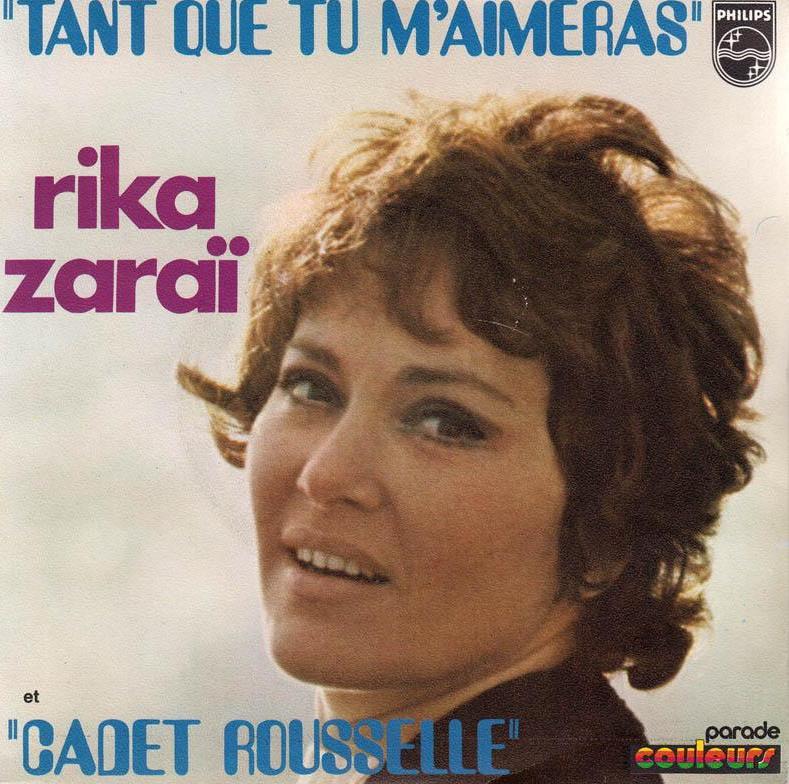 "TANT QUE TU M'AIMERAS"
PHILIPS
rika
zaraï
et
"CADET ROUSSELLE"
parade
couleurs